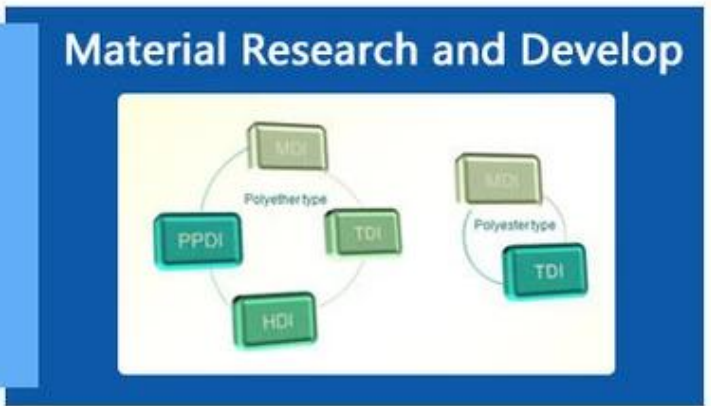 Material Research and Develop
MDI
Polyether type
PPDI
TDI
HDI
MDI
Polyester type
TDI